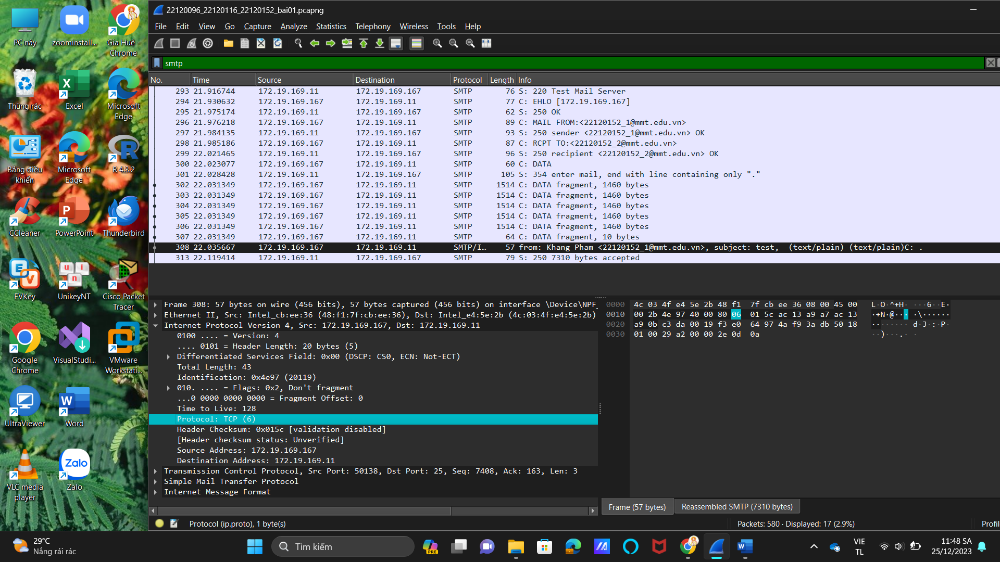 PC này
zoominstall...
Gia Huệ -
Chrome
Thùng rác
Excel
Microsoft
Edge
Bảng điều
khiển
Microsoft
Edge
R 4.3.2
CCleaner
PowerPoint
Thunderbird
EVKey
UnikeyNT
Cisco Packet
Tracer
Google
Chrome
VisualStudi...
VMware
Workstati...
UltraViewer
Word
VLC media
player
Zalo
Zalo
22120096_22120116_22120152_bai01.pcapng
File Edit View Go Capture Analyze Statistics Telephony Wireless Tools Help
smtp
No. Time Source Destination Protocol Length Info
293 21.916744 172.19.169.11 172.19.169.167 SMTP 76 S: 220 Test Mail Server
294 21.930632 172.19.169.167 172.19.169.11 SMTP 77 C: EHLO [172.19.169.167]
295 21.975174 172.19.169.11 172.19.169.167 SMTP 62 S: 250 OK
296 21.976218 172.19.169.167 172.19.169.11 SMTP 89 C: MAIL FROM:<22120152_1@mmt.edu.vn>
297 21.984135 172.19.169.11 172.19.169.167 SMTP 93 S: 250 sender <22120152_1@mmt.edu.vn> OK
298 21.985186 172.19.169.167 172.19.169.11 SMTP 87 C: RCPT TO:<22120152_2@mmt.edu.vn>
299 22.021465 172.19.169.11 172.19.169.167 SMTP 96 S: 250 recipient <22120152_2@mmt.edu.vn> OK
300 22.023077 172.19.169.167 172.19.169.11 SMTP 60 C: DATA
301 22.028428 172.19.169.11 172.19.169.167 SMTP 105 S: 354 enter mail, end with line containing only "."
302 22.031349 172.19.169.167 172.19.169.11 SMTP 1514 C: DATA fragment, 1460 bytes
303 22.031349 172.19.169.167 172.19.169.11 SMTP 1514 C: DATA fragment, 1460 bytes
304 22.031349 172.19.169.167 172.19.169.11 SMTP 1514 C: DATA fragment, 1460 bytes
305 22.031349 172.19.169.167 172.19.169.11 SMTP 1514 C: DATA fragment, 1460 bytes
306 22.031349 172.19.169.167 172.19.169.11 SMTP 1514 C: DATA fragment, 1460 bytes
307 22.031349 172.19.169.167 172.19.169.11 SMTP 64 C: DATA fragment, 10 bytes
308 22.035667 172.19.169.167 172.19.169.11 SMTP/I... 57 from: Khang Pham <22120152_1@mmt.edu.vn>, subject: test, (text/plain) (text/plain)C: .
313 22.119414 172.19.169.11 172.19.169.167 SMTP 79 S: 250 7310 bytes accepted
Frame 308: 57 bytes on wire (456 bits), 57 bytes captured (456 bits) on interface \Device\NPF_
Ethernet II, Src: Intel_cb:ee:36 (48:f1:7f:cb:ee:36), Dst: Intel_e4:5e:2b (4c:03:4f:e4:5e:2b)
Internet Protocol Version 4, Src: 172.19.169.167, Dst: 172.19.169.11
0100 .... = Version: 4
.... 0101 = Header Length: 20 bytes (5)
Differentiated Services Field: 0x00 (DSCP: CS0, ECN: Not-ECT)
Total Length: 43
Identification: 0x4e97 (20119)
010. .... = Flags: 0x2, Don't fragment
...0 0000 0000 0000 = Fragment Offset: 0
Time to Live: 128
Protocol: TCP (6)
Header Checksum: 0x015c [validation disabled]
[Header checksum status: Unverified]
Source Address: 172.19.169.167
Destination Address: 172.19.169.11
Transmission Control Protocol, Src Port: 50138, Dst Port: 25, Seq: 7408, Ack: 163, Len: 3
Simple Mail Transfer Protocol
Internet Message Format
0000 4c 03 4f e4 5e 2b 48 f1 7f cb ee 36 08 00 45 00 L·O·^+H· ···6··E·
0010 00 2b 4e 97 40 00 80 06 01 5c ac 13 a9 a7 ac 13 ·+N·@··· ·\······
0020 a9 0b c3 da 00 19 f3 e0 64 97 4a f9 3a db 50 18 ········ d·J·:·P·
0030 01 00 29 a2 00 00 2e 0d 0a ··)···.· ·
Frame (57 bytes) Reassembled SMTP (7310 bytes)
Protocol (ip.proto), 1 byte(s) Packets: 580 · Displayed: 17 (2.9%) Profil
29°C
Nắng rải rác
Tìm kiếm
PRE
VIE
TL
11:48 SA
25/12/2023